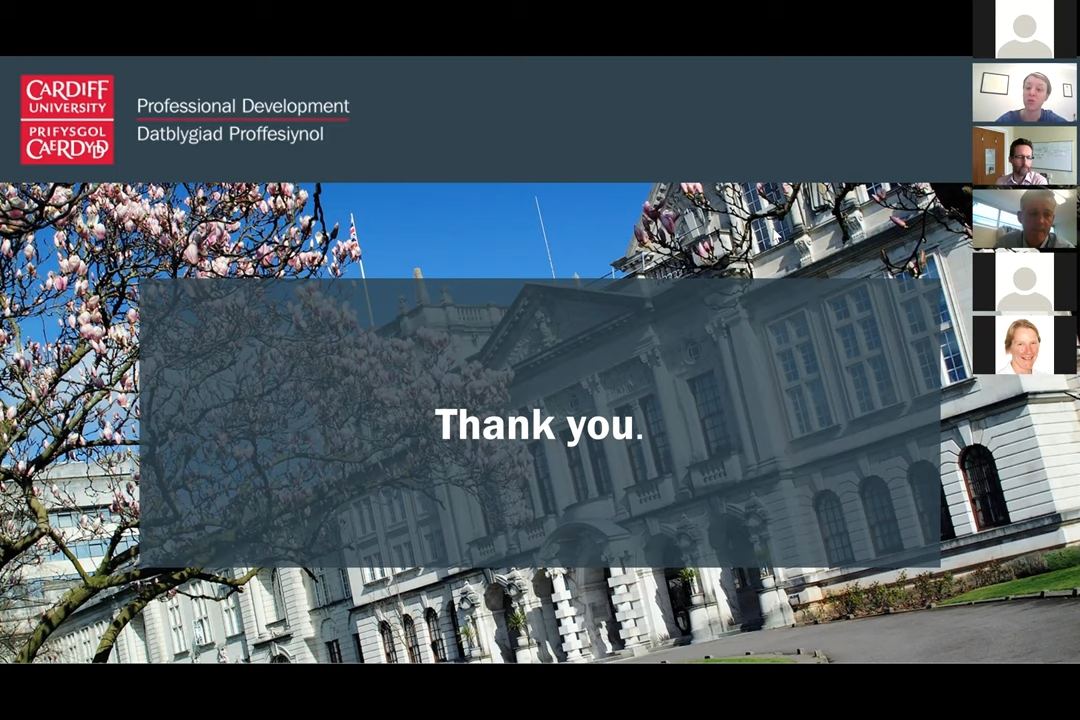 CARDIFF
UNIVERSITY
PRIFYSGOL
CAERDYDD
Professional Development
Datblygiad Proffesiynol
Thank you.